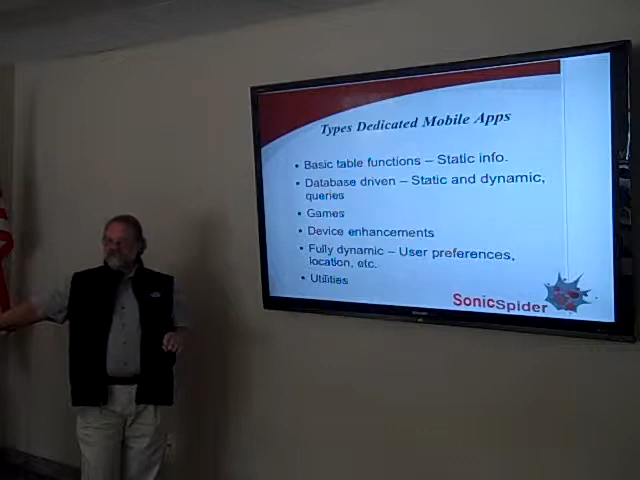 Types Dedicated Mobile Apps
• Basic table functions – Static info.
• Database driven – Static and dynamic,
queries
• Games
• Device enhancements
• Fully dynamic – User preferences,
location, etc.
• Utilities
SonicSpider